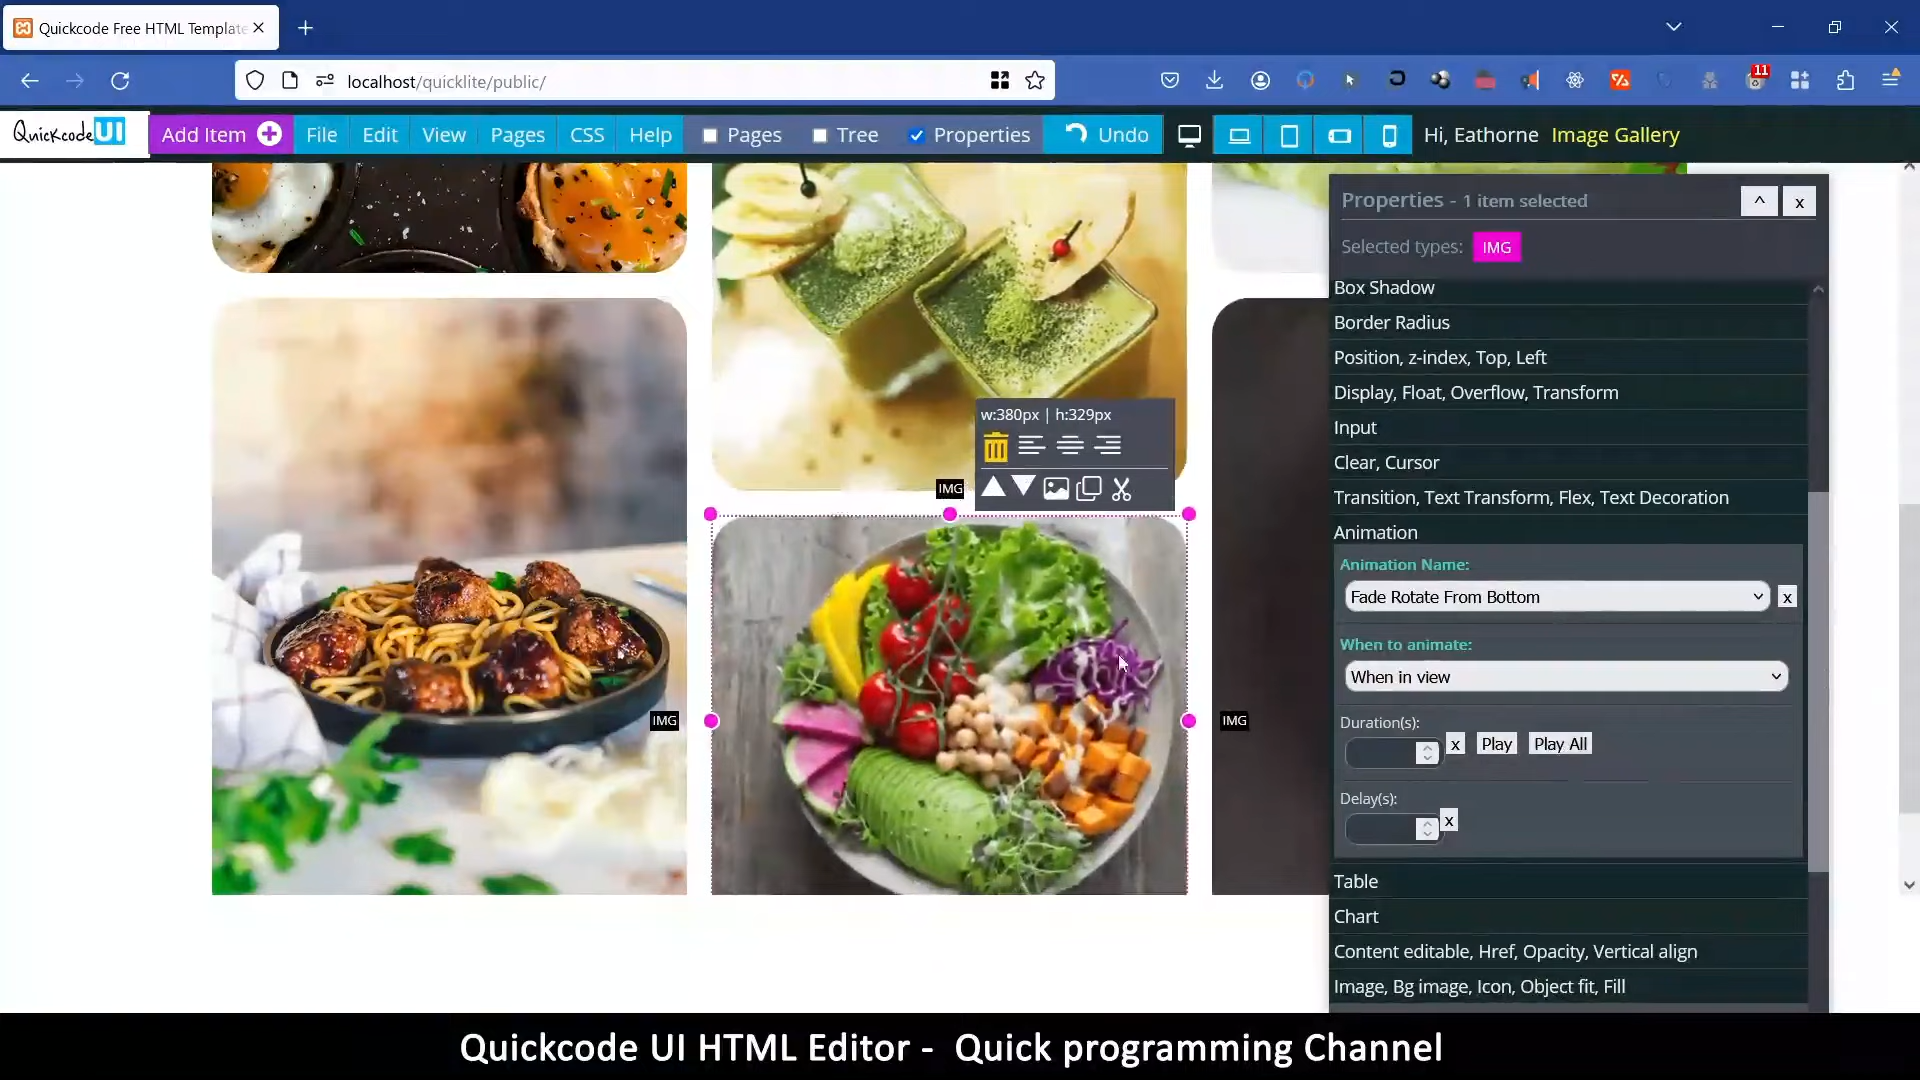 Quickcode Free HTML Template
localhost/quicklite/public/
11
Quickcode UI
Add Item
File
Edit
View
Pages
CSS
Help
Pages
Tree
Properties
Undo
Hi, Eathorne
Image Gallery
Properties - 1 item selected
^
x
Selected types:
IMG
Box Shadow
Border Radius
Position, z-index, Top, Left
Display, Float, Overflow, Transform
Input
Clear, Cursor
Transition, Text Transform, Flex, Text Decoration
Animation
Animation Name:
Fade Rotate From Bottom
x
When to animate:
When in view
Duration(s):
x
Play
Play All
Delay(s):
x
Table
Chart
Content editable, Href, Opacity, Vertical align
Image, Bg image, Icon, Object fit, Fill
w:380px | h:329px
IMG
IMG
IMG
Quickcode UI HTML Editor - Quick programming Channel